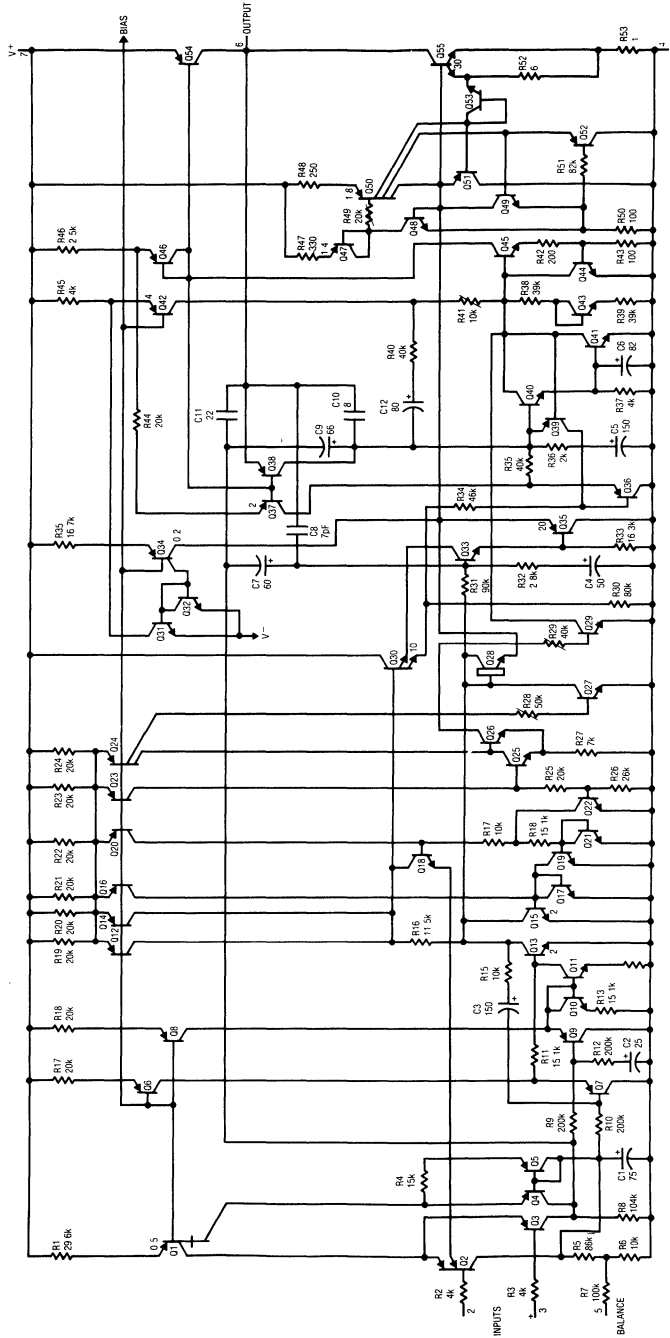 V+
7
BIAS
OUTPUT
6
4
R1
29 6k
R17
20k
R18
20k
R19
20k
R20
20k
R21
20k
R22
20k
R23
20k
R24
20k
R35
16 7k
R45
4k
R46
2 5k
R44
20k
R47
330
R48
250
Q1
0 5
Q6
Q8
Q12
Q14
Q16
Q20
Q23
Q24
Q31
Q32
Q34
0 2
V−
Q42
4
Q46
Q54
C11
22
C9
66
C10
8
Q37
2
Q38
C7
60
C8
7pF
C12
80
R40
40k
Q47
1 4
R49
20k
Q50
1 8
Q48
Q53
Q55
30
R52
6
R53
1
Q30
10
Q18
R16
11 5k
R41
10k
R38
39k
Q43
R39
39k
Q45
R42
200
Q44
R43
100
Q49
Q51
R51
82k
Q52
R50
100
Q40
Q39
Q41
R37
4k
C6
82
R35
40k
R36
2k
C5
150
R34
46k
Q36
Q35
20
R33
16 3k
Q33
R31
90k
R32
2 8k
C4
50
R30
80k
Q28
R29
40k
Q29
R28
50k
Q27
Q26
Q25
R27
7k
R25
20k
R26
26k
Q22
R17
10k
R18
15 1k
Q21
Q19
Q17
Q15
2
Q13
2
R15
10k
C3
150
Q11
Q10
R13
15 1k
R11
15 1k
Q9
R12
200k
C2
25
Q7
R9
200k
R10
200k
R4
15k
Q5
Q4
C1
75
Q3
R8
104k
Q2
R2
4k
2
INPUTS
R3
4k
+
3
R5
86k
R6
10k
R7
100k
5
BALANCE